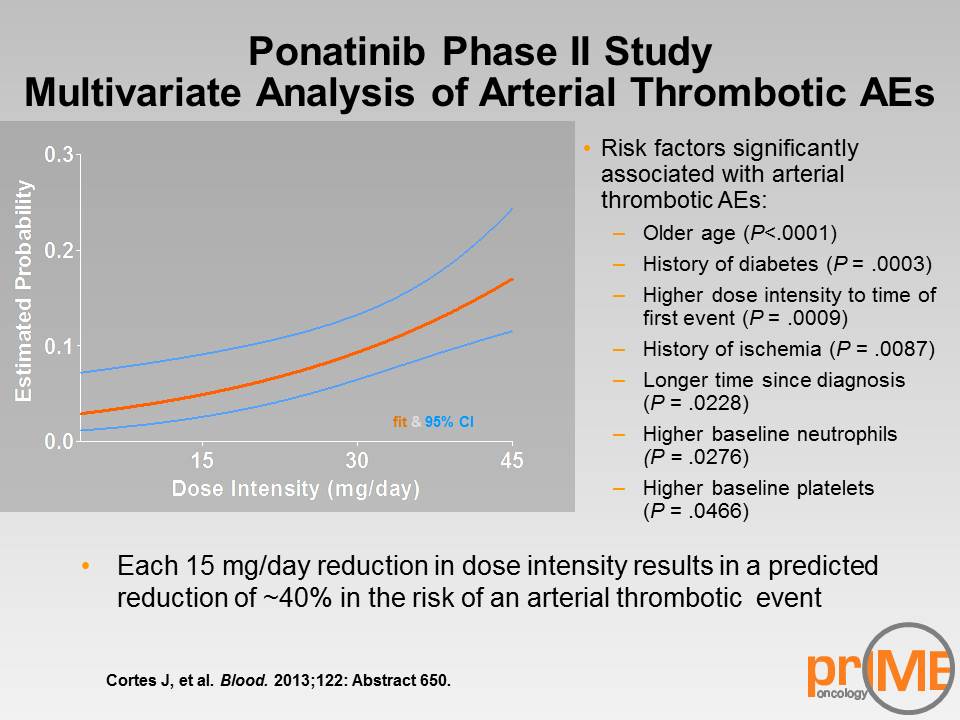 Ponatinib Phase II Study
Multivariate Analysis of Arterial Thrombotic AEs
0.3
0.2
0.1
0.0
Estimated Probability
fit & 95% CI
15 30 45
Dose Intensity (mg/day)
• Risk factors significantly
associated with arterial
thrombotic AEs:
– Older age (P<.0001)
– History of diabetes (P = .0003)
– Higher dose intensity to time of
first event (P = .0009)
– History of ischemia (P = .0087)
– Longer time since diagnosis
(P = .0228)
– Higher baseline neutrophils
(P = .0276)
– Higher baseline platelets
(P = .0466)
• Each 15 mg/day reduction in dose intensity results in a predicted
reduction of ~40% in the risk of an arterial thrombotic event
Cortes J, et al. Blood. 2013;122: Abstract 650.
prIME
oncology